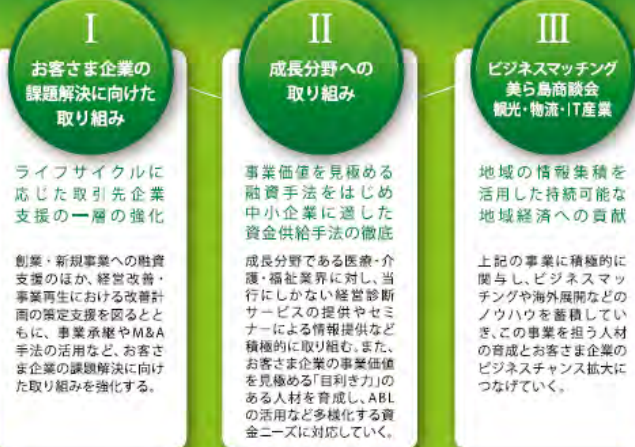 I
お客さま企業の
課題解決に向けた
取り組み
ライフサイクルに
応じた取引先企業
支援の一層の強化
創業・新規事業への融資
支援のほか、経営改善・
事業再生における改善計
画の策定支援を図るとと
もに、事業承継やM&A
手法の活用など、お客さ
ま企業の課題解決に向け
た取り組みを強化する。
II
成長分野への
取り組み
事業価値を見極める
融資手法をはじめ
中小企業に適した
資金供給手法の徹底
成長分野である医療・介
護・福祉業界に対し、当
行にしかない経営診断
サービスの提供やセミ
ナーによる情報提供など
積極的に取り組む。また、
お客さま企業の事業価値
を見極める「目利き力」の
ある人材を育成し、ABL
の活用など多様化する資
金ニーズに対応していく。
III
ビジネスマッチング
美ら島商談会
観光・物流・IT産業
地域の情報集積を
活用した持続可能な
地域経済への貢献
上記の事業に積極的に
関与し、ビジネスマッ
チングや海外展開などの
ノウハウを蓄積してい
き、この事業を担う人材
の育成とお客さま企業の
ビジネスチャンス拡大に
つなげていく。